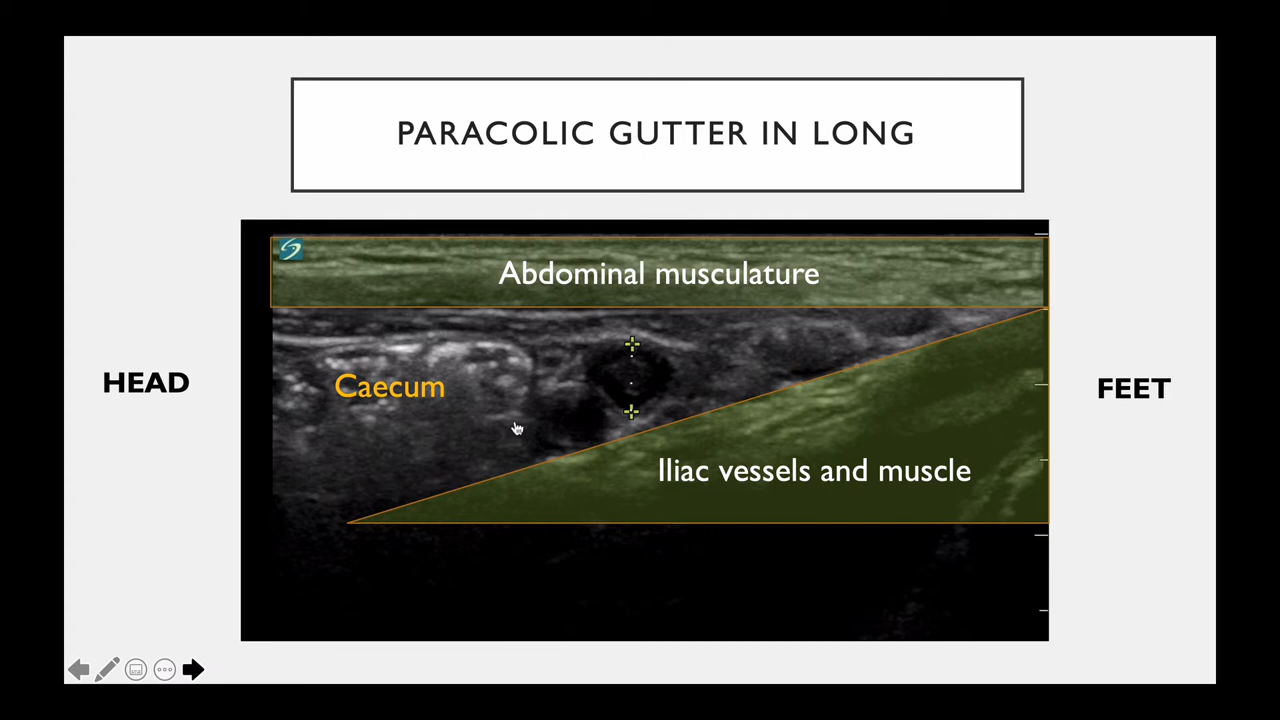 PARACOLIC GUTTER IN LONG
Abdominal musculature
HEAD
Caecum
FEET
Iliac vessels and muscle